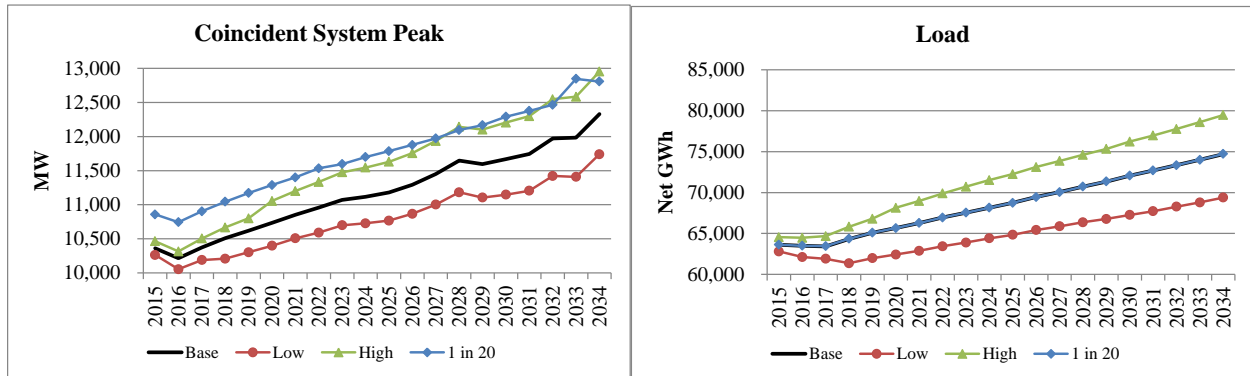 Coincident System Peak
13,000
12,500
12,000
11,500
11,000
10,500
10,000
MW
2015 2016 2017 2018 2019 2020 2021 2022 2023 2024 2025 2026 2027 2028 2029 2030 2031 2032 2033 2034
Base Low High 1 in 20
Load
85,000
80,000
75,000
70,000
65,000
60,000
Net GWh
2015 2016 2017 2018 2019 2020 2021 2022 2023 2024 2025 2026 2027 2028 2029 2030 2031 2032 2033 2034
Base Low High 1 in 20